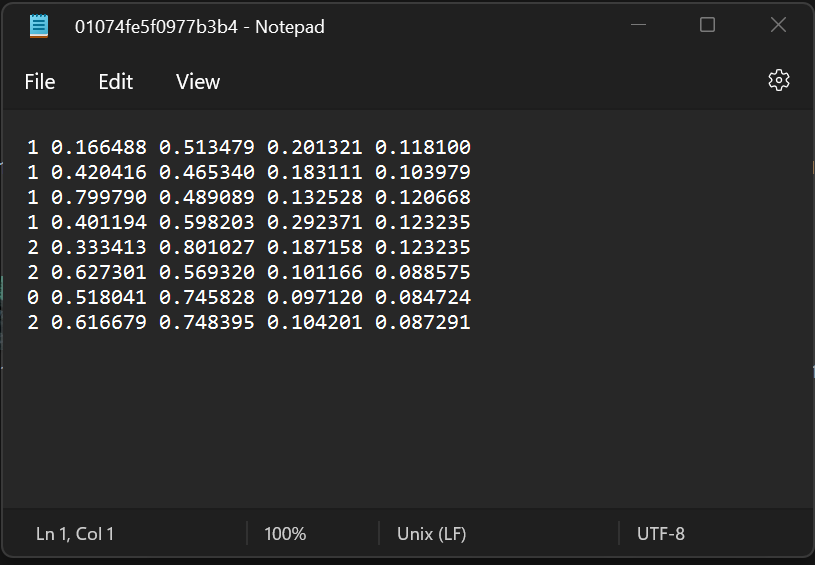 01074fe5f0977b3b4 - Notepad
File Edit View
1 0.166488 0.513479 0.201321 0.118100
1 0.420416 0.465340 0.183111 0.103979
1 0.799790 0.489089 0.132528 0.120668
1 0.401194 0.598203 0.292371 0.123235
2 0.333413 0.801027 0.187158 0.123235
2 0.627301 0.569320 0.101166 0.088575
0 0.518041 0.745828 0.097120 0.084724
2 0.616679 0.748395 0.104201 0.087291
Ln 1, Col 1 100% Unix (LF) UTF-8